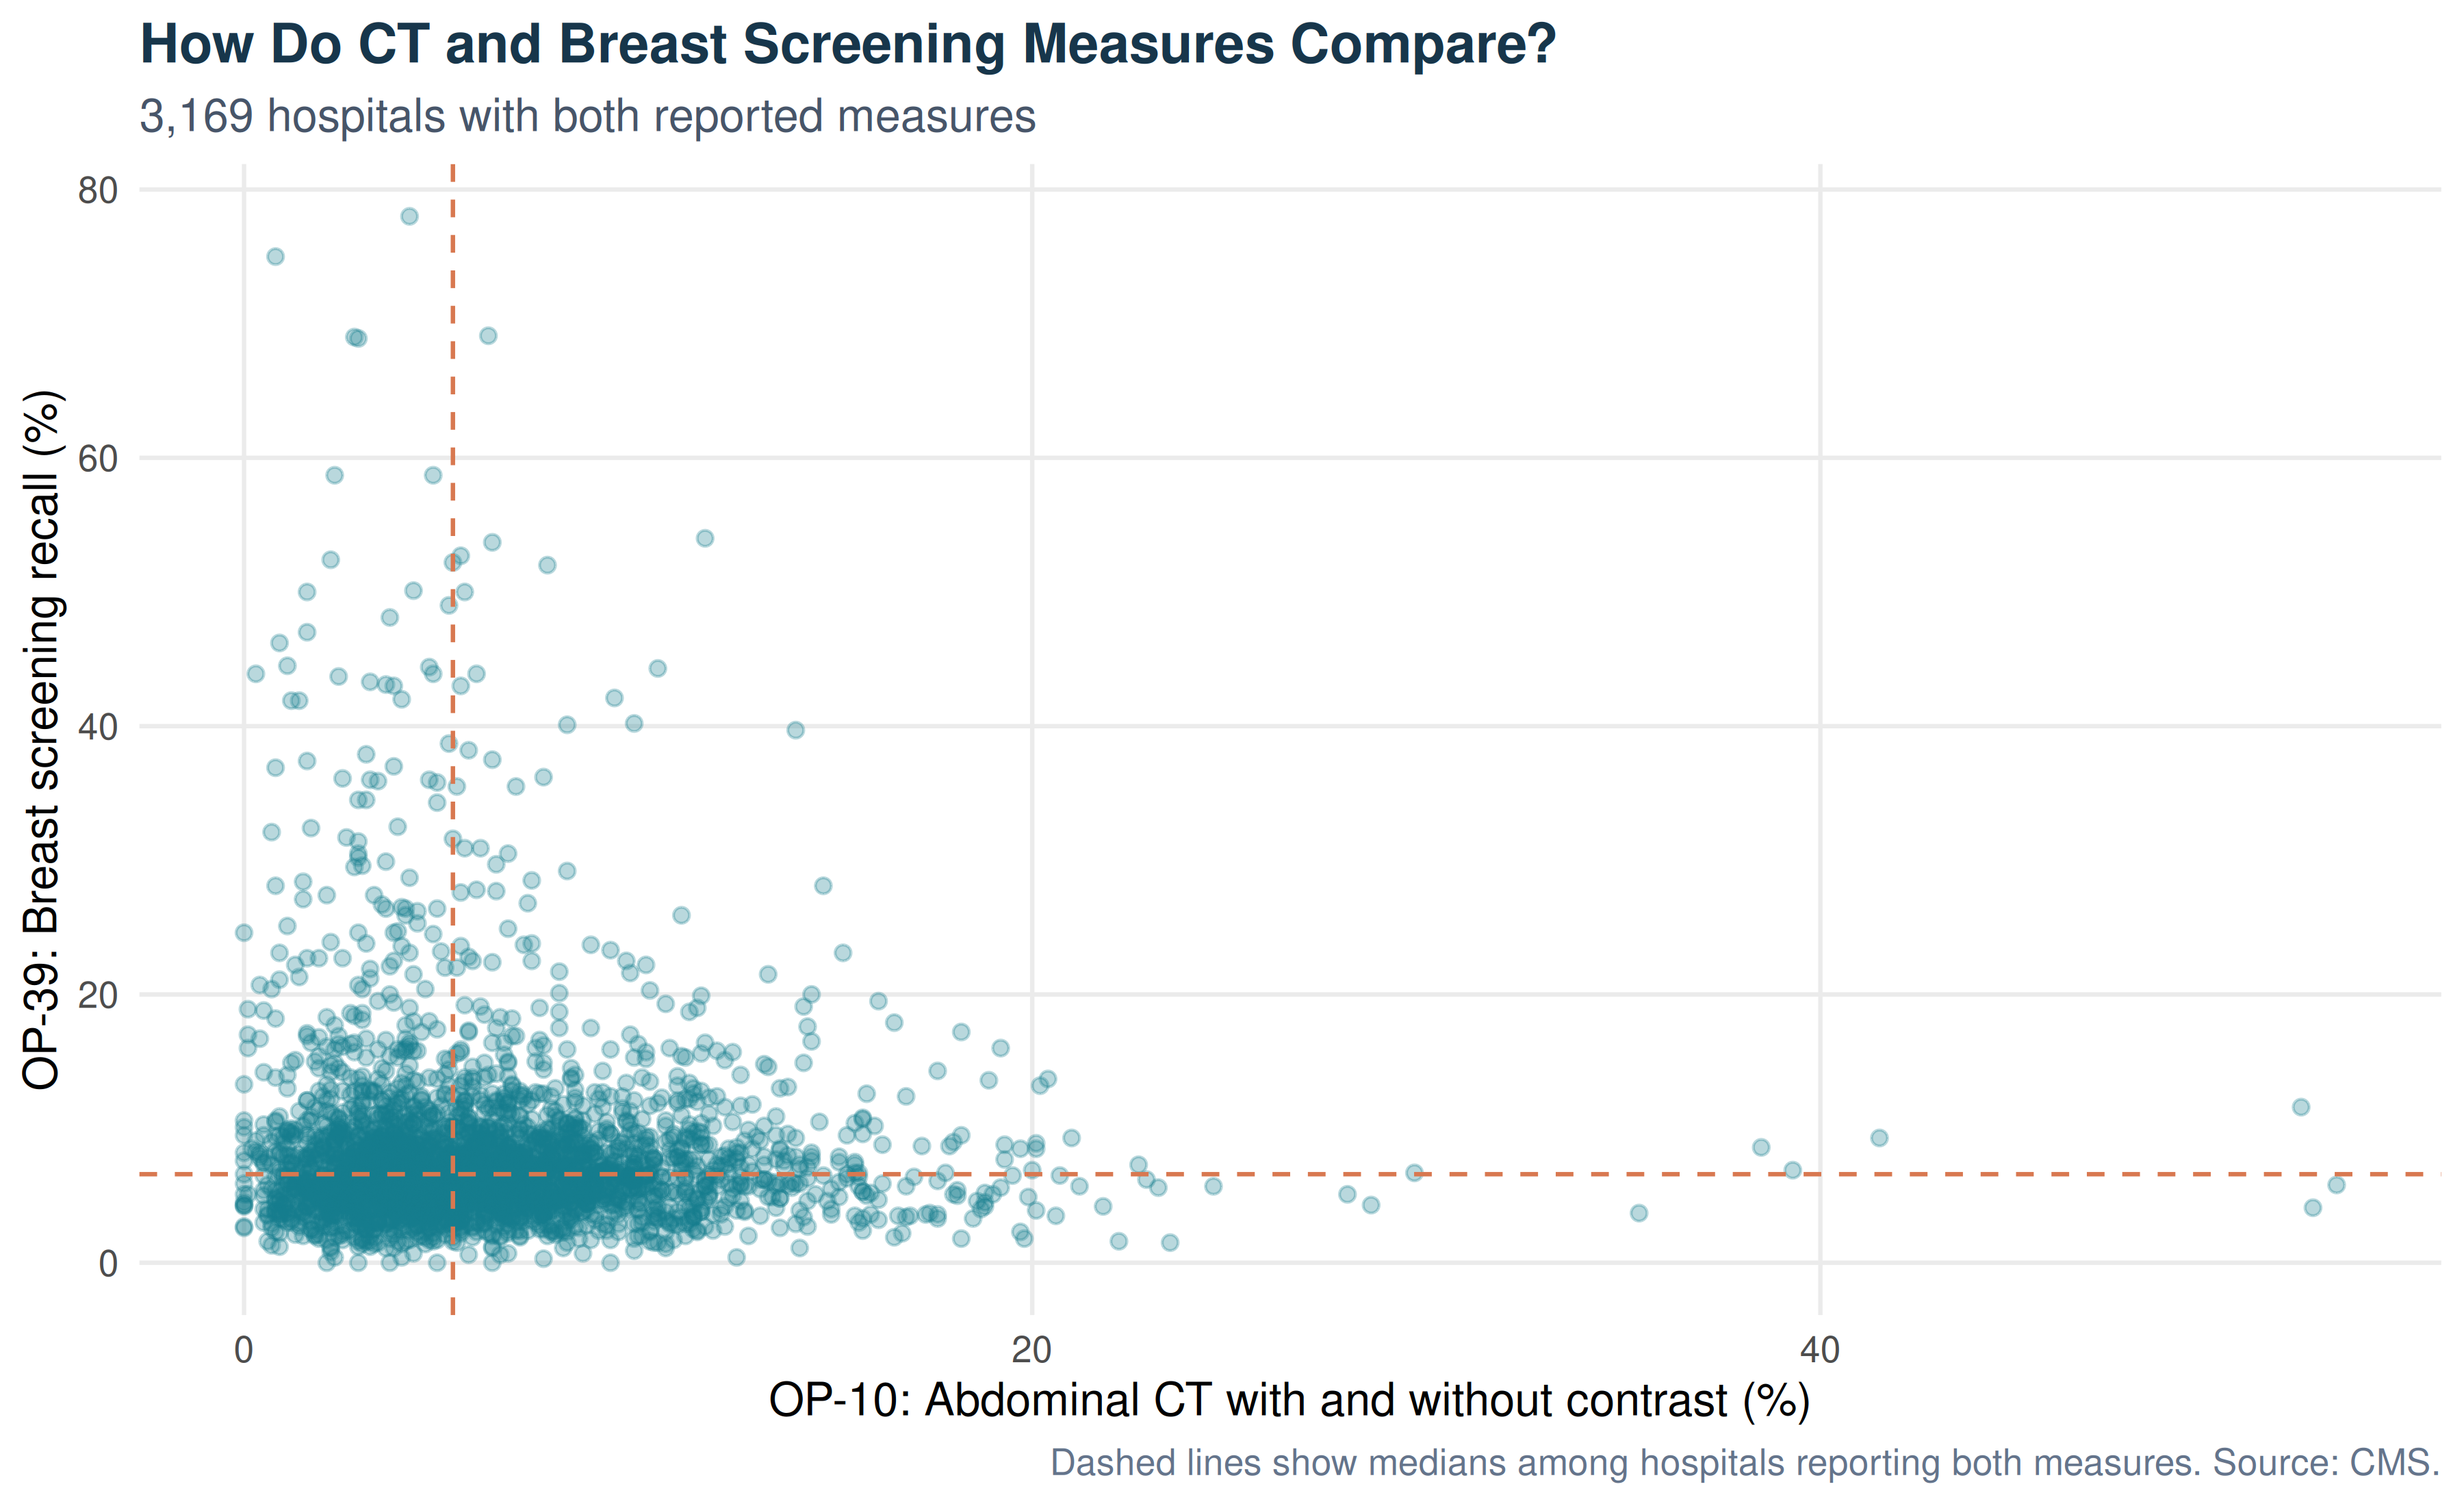 How Do CT and Breast Screening Measures Compare?
3,169 hospitals with both reported measures
80
60
40
20
0
OP-39: Breast screening recall (%)
0
20
40
OP-10: Abdominal CT with and without contrast (%)
Dashed lines show medians among hospitals reporting both measures. Source: CMS.